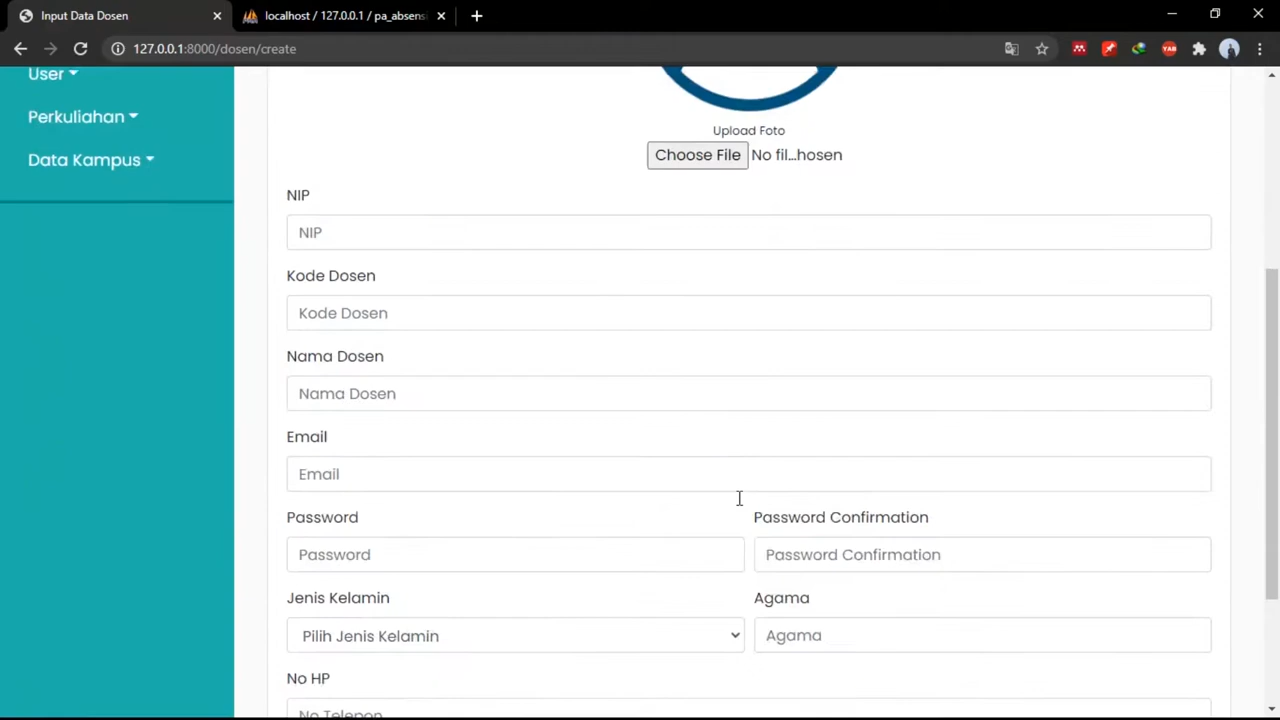 Input Data Dosen
localhost / 127.0.0.1 / pa_absensi
127.0.0.1:8000/dosen/create
User
Perkuliahan
Data Kampus
Upload Foto
Choose File No fil...hosen
NIP
NIP
Kode Dosen
Kode Dosen
Nama Dosen
Nama Dosen
Email
Email
Password Password Confirmation
Password Password Confirmation
Jenis Kelamin Agama
Pilih Jenis Kelamin Agama
No HP
No Telepon